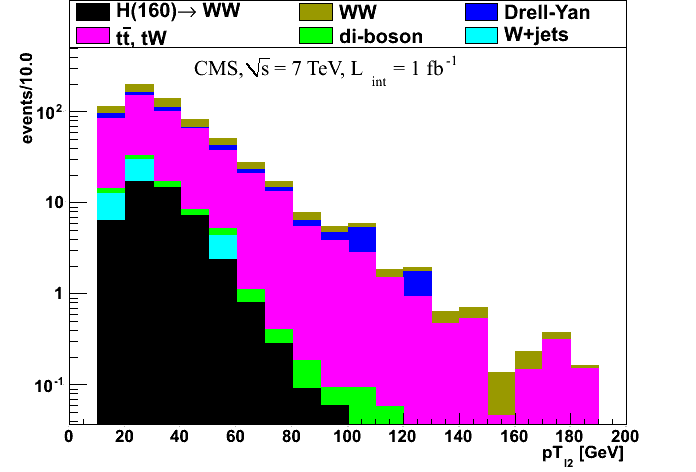 H(160)→ WW WW Drell-Yan
tt̅, tW di-boson W+jets
CMS, √s = 7 TeV, L int = 1 fb⁻¹
events/10.0
10²
10
1
10⁻¹
0 20 40 60 80 100 120 140 160 180 200
pT l2 [GeV]